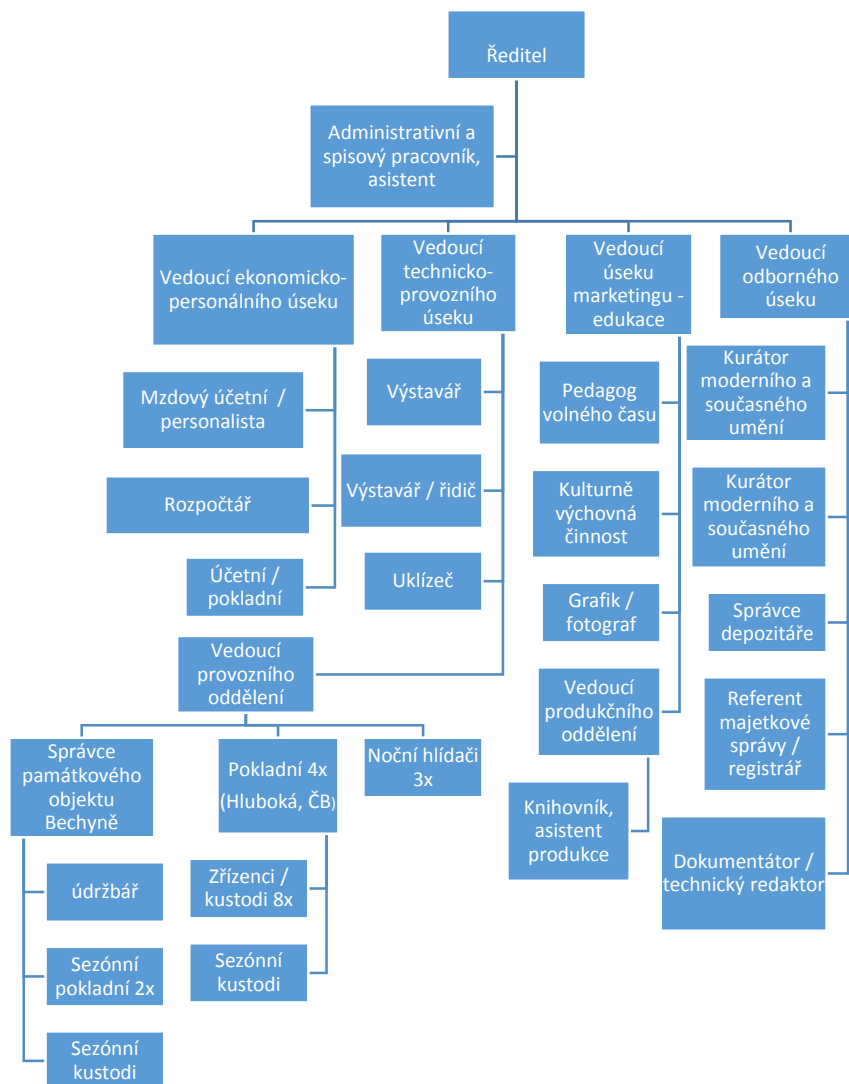 Ředitel
Administrativní a
spisový pracovník,
asistent
Vedoucí ekonomicko-
personálního úseku
Vedoucí
technicko-
provozního
úseku
Vedoucí
úseku
marketingu -
edukace
Vedoucí
odborného
úseku
Mzdový účetní /
personalista
Rozpočtář
Účetní /
pokladní
Výstavář
Výstavář / řidič
Uklízeč
Vedoucí
provozního
oddělení
Správce
památkového
objektu
Bechyně
údržbář
Sezónní
pokladní 2x
Sezónní
kustodi
Pokladní 4x
(Hluboká, ČB)
Zřízenci /
kustodi 8x
Sezónní
kustodi
Noční hlídači
3x
Pedagog
volného času
Kulturně
výchovná
činnost
Grafik /
fotograf
Vedoucí
produkčního
oddělení
Knihovník,
asistent
produkce
Kurátor
moderního a
současného
umění
Kurátor
moderního a
současného
umění
Správce
depozitáře
Referent
majetkové
správy /
registrář
Dokumentátor /
technický redaktor